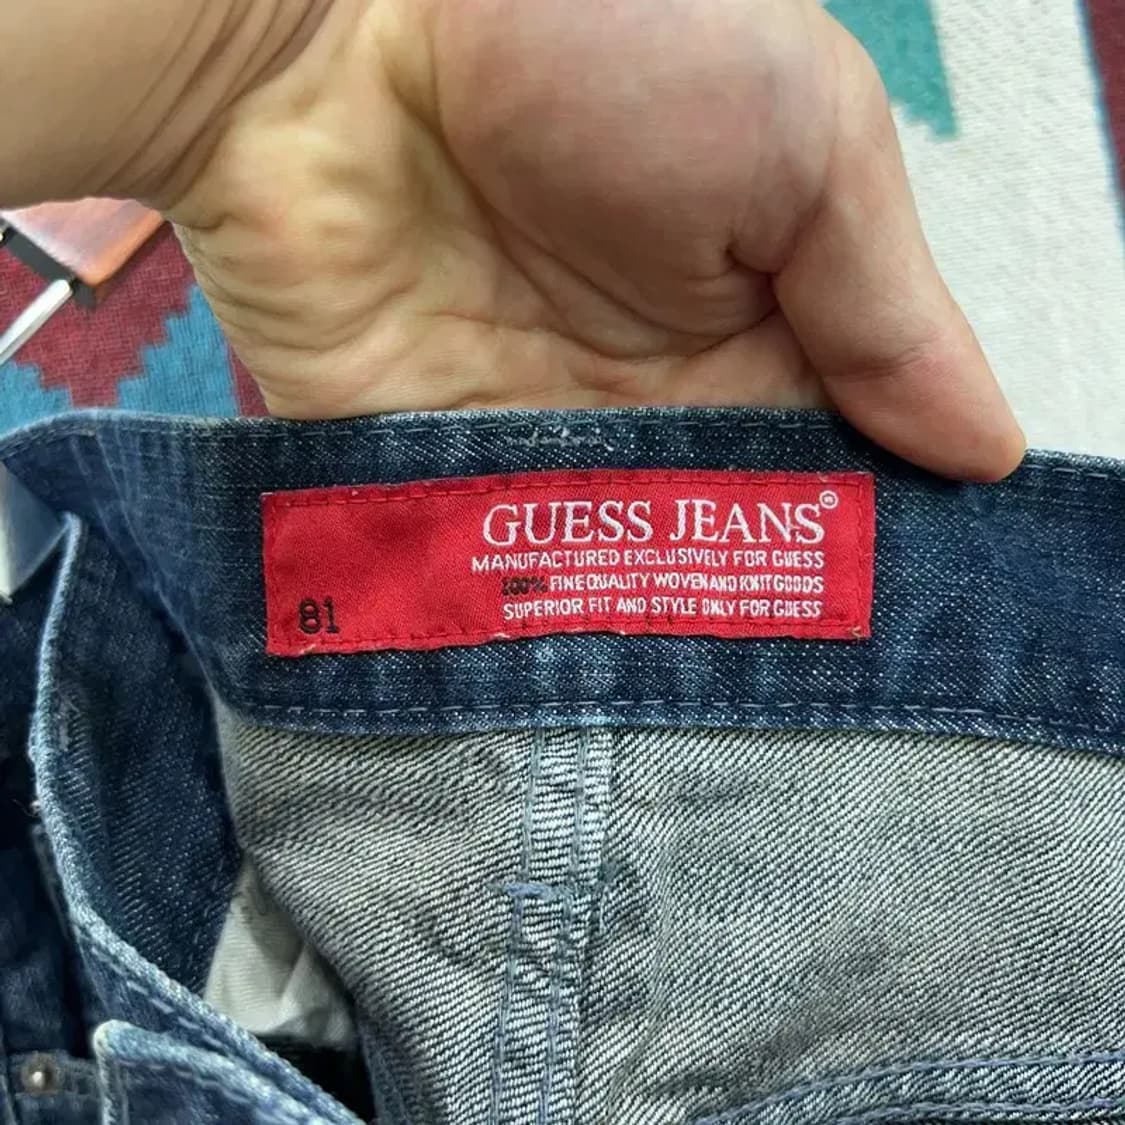 GUESS JEANS®
MANUFACTURED EXCLUSIVELY FOR GUESS
100% FINE QUALITY WOVEN AND KNIT GOODS
SUPERIOR FIT AND STYLE ONLY FOR GUESS
81